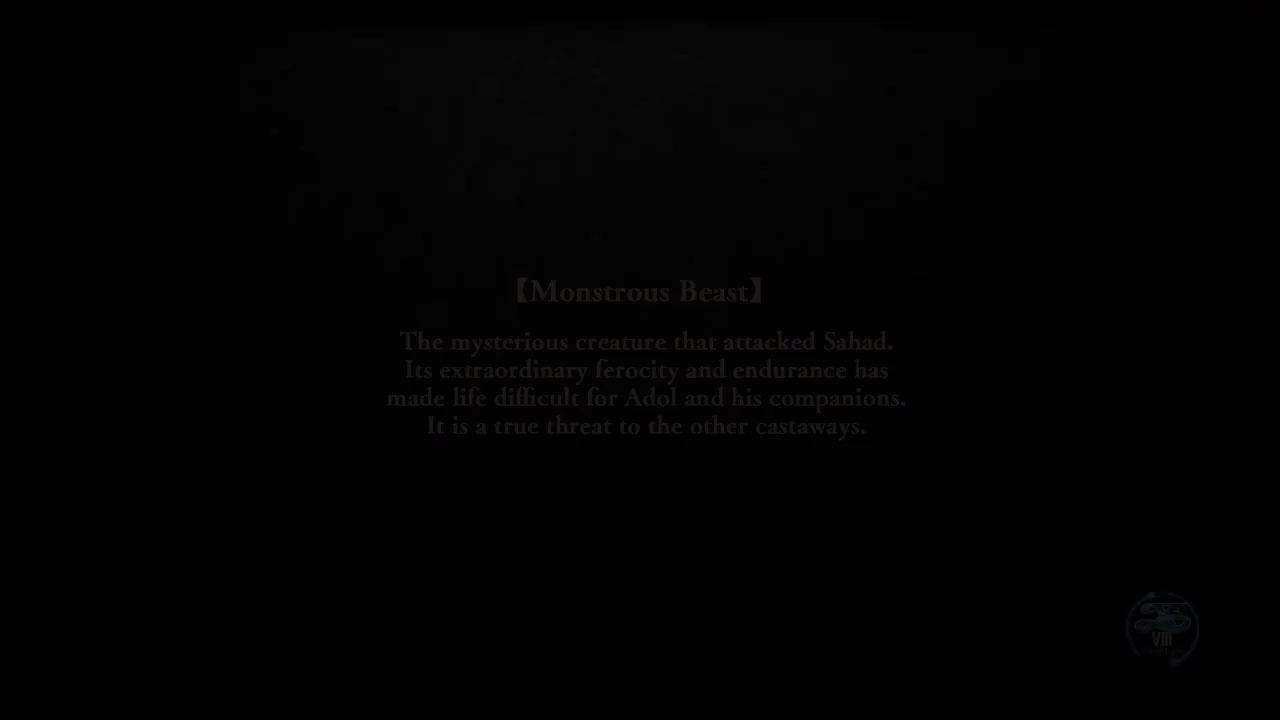 【Monstrous Beast】
The mysterious creature that attacked Sahad.
Its extraordinary ferocity and endurance has
made life difficult for Adol and his companions.
It is a true threat to the other castaways.
VIII